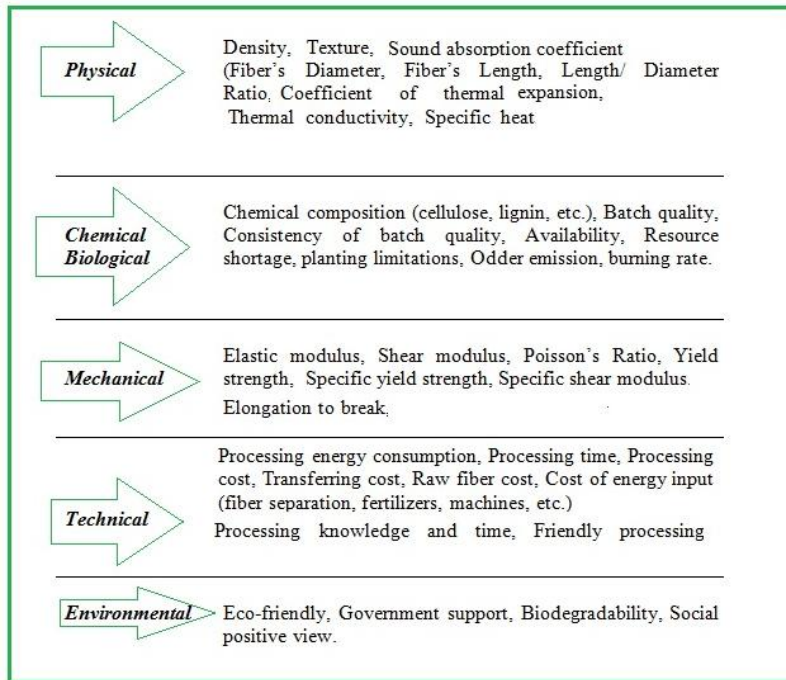 Physical
Density, Texture, Sound absorption coefficient
(Fiber's Diameter, Fiber's Length, Length/ Diameter
Ratio, Coefficient of thermal expansion,
Thermal conductivity, Specific heat
Chemical
Biological
Chemical composition (cellulose, lignin, etc.), Batch quality,
Consistency of batch quality, Availability, Resource
shortage, planting limitations, Odder emission, burning rate.
Mechanical
Elastic modulus, Shear modulus, Poisson's Ratio, Yield
strength, Specific yield strength, Specific shear modulus.
Elongation to break,
Technical
Processing energy consumption, Processing time, Processing
cost, Transferring cost, Raw fiber cost, Cost of energy input
(fiber separation, fertilizers, machines, etc.)
Processing knowledge and time, Friendly processing
Environmental
Eco-friendly, Government support, Biodegradability, Social
positive view.